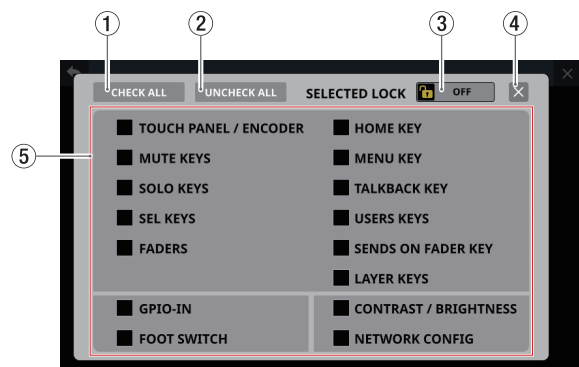 ① ② ③ ④
CHECK ALL UNCHECK ALL SELECTED LOCK OFF ×
⑤
TOUCH PANEL / ENCODER HOME KEY
MUTE KEYS MENU KEY
SOLO KEYS TALKBACK KEY
SEL KEYS USERS KEYS
FADERS SENDS ON FADER KEY
LAYER KEYS
GPIO-IN CONTRAST / BRIGHTNESS
FOOT SWITCH NETWORK CONFIG